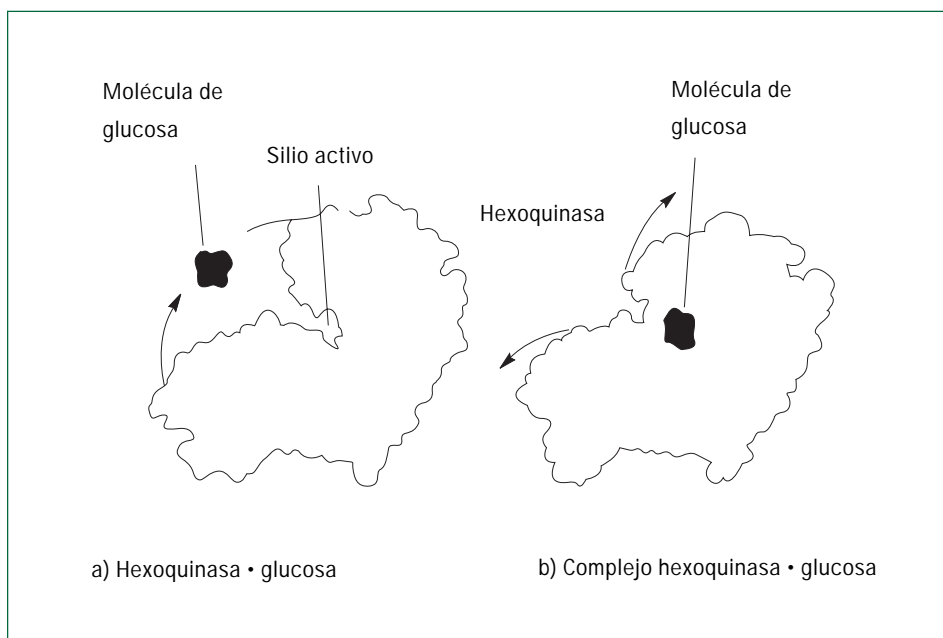 Molécula de
glucosa
Silio activo
Molécula de
glucosa
Hexoquinasa
a) Hexoquinasa • glucosa
b) Complejo hexoquinasa • glucosa